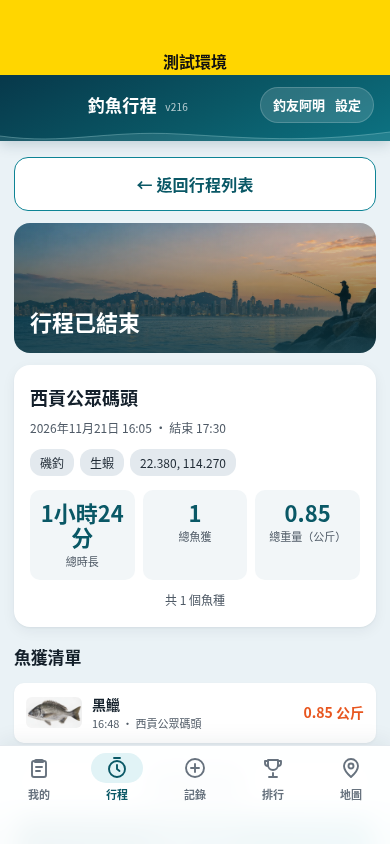 測試環境
釣魚行程 v216
釣友阿明 設定
← 返回行程列表
行程已結束
西貢公眾碼頭
2026年11月21日 16:05 · 結束 17:30
磯釣 生蝦 22.380, 114.270
1小時24
分
總時長
1
總魚獲
0.85
總重量（公斤）
共 1 個魚種
魚獲清單
黑鱲
16:48 · 西貢公眾碼頭
0.85 公斤
我的 行程 記錄 排行 地圖